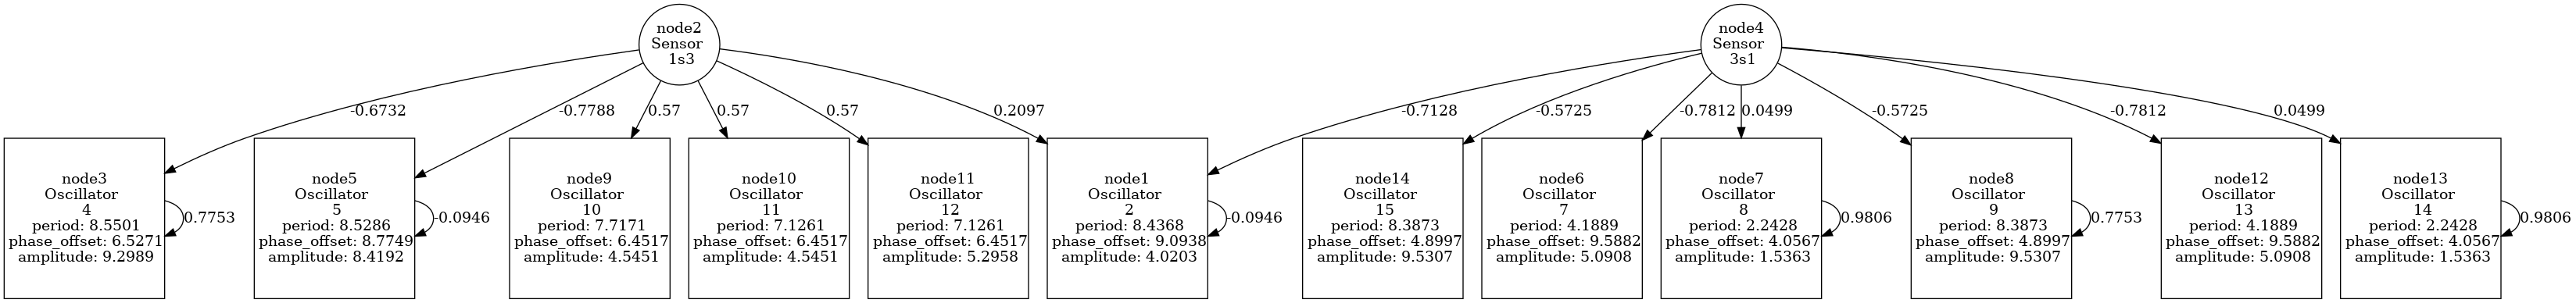 node2
Sensor
1s3
node4
Sensor
3s1
-0.6732
-0.7788
0.57
0.57
0.57
0.2097
-0.7128
-0.5725
-0.7812
0.0499
-0.5725
-0.7812
0.0499
node3
Oscillator
4
period: 8.5501
phase_offset: 6.5271
amplitude: 9.2989
0.7753
node5
Oscillator
5
period: 8.5286
phase_offset: 8.7749
amplitude: 8.4192
-0.0946
node9
Oscillator
10
period: 7.7171
phase_offset: 6.4517
amplitude: 4.5451
node10
Oscillator
11
period: 7.1261
phase_offset: 6.4517
amplitude: 4.5451
node11
Oscillator
12
period: 7.1261
phase_offset: 6.4517
amplitude: 5.2958
node1
Oscillator
2
period: 8.4368
phase_offset: 9.0938
amplitude: 4.0203
-0.0946
node14
Oscillator
15
period: 8.3873
phase_offset: 4.8997
amplitude: 9.5307
node6
Oscillator
7
period: 4.1889
phase_offset: 9.5882
amplitude: 5.0908
node7
Oscillator
8
period: 2.2428
phase_offset: 4.0567
amplitude: 1.5363
0.9806
node8
Oscillator
9
period: 8.3873
phase_offset: 4.8997
amplitude: 9.5307
0.7753
node12
Oscillator
13
period: 4.1889
phase_offset: 9.5882
amplitude: 5.0908
node13
Oscillator
14
period: 2.2428
phase_offset: 4.0567
amplitude: 1.5363
0.9806